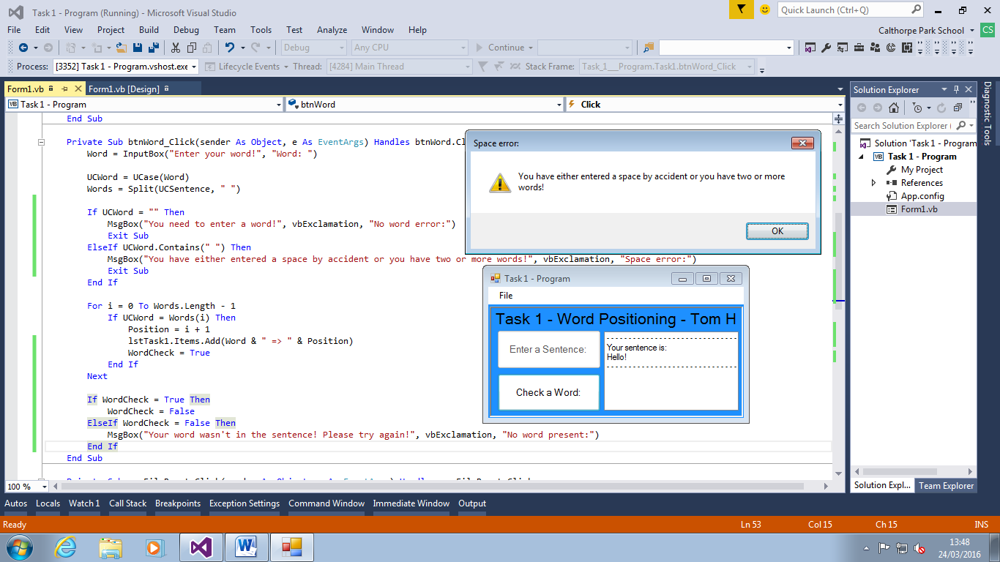 Task 1 - Program (Running) - Microsoft Visual Studio
Quick Launch (Ctrl+Q)
File Edit View Project Build Debug Team Tools Test Analyze Window Help
Calthorpe Park School CS
Debug Any CPU Continue
Process: [3352] Task 1 - Program.vshost.exe Lifecycle Events Thread: [4284] Main Thread Stack Frame: Task_1___Program.Task1.btnWord_Click
Form1.vb Form1.vb [Design]
VB Task 1 - Program btnWord Click
End Sub
Private Sub btnWord_Click(sender As Object, e As EventArgs) Handles btnWord.Cl
Word = InputBox("Enter your word!", "Word: ")
UCWord = UCase(Word)
Words = Split(UCSentence, " ")
If UCWord = "" Then
MsgBox("You need to enter a word!", vbExclamation, "No word error:")
Exit Sub
ElseIf UCWord.Contains(" ") Then
MsgBox("You have either entered a space by accident or you have two or more words!", vbExclamation, "Space error:")
Exit Sub
End If
For i = 0 To Words.Length - 1
If UCWord = Words(i) Then
Position = i + 1
lstTask1.Items.Add(Word & " => " & Position)
WordCheck = True
End If
Next
If WordCheck = True Then
WordCheck = False
ElseIf WordCheck = False Then
MsgBox("Your word wasn't in the sentence! Please try again!", vbExclamation, "No word present:")
End If
End Sub
Space error:
You have either entered a space by accident or you have two or more
words!
OK
Task 1 - Program
File
Task 1 - Word Positioning - Tom H
Enter a Sentence:
Check a Word:
Your sentence is:
Hello!
Solution Explorer
Search Solution Explorer (
Solution 'Task 1 - Program
VB Task 1 - Program
My Project
References
App.config
Form1.vb
Solution Expl... Team Explorer
Diagnostic Tools
100 %
Autos Locals Watch 1 Call Stack Breakpoints Exception Settings Command Window Immediate Window Output
Ready Ln 53 Col 15 Ch 15 INS
13:48
24/03/2016